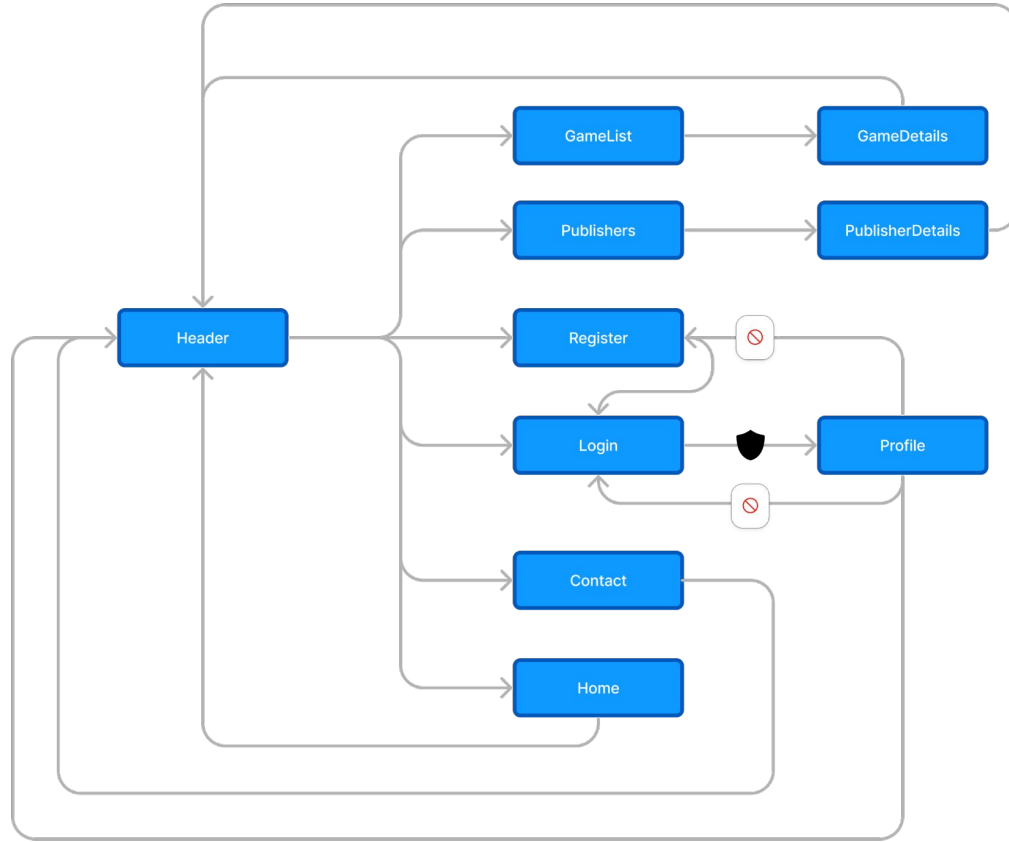 GameList
GameDetails
Publishers
PublisherDetails
Header
Register
Login
Profile
Contact
Home